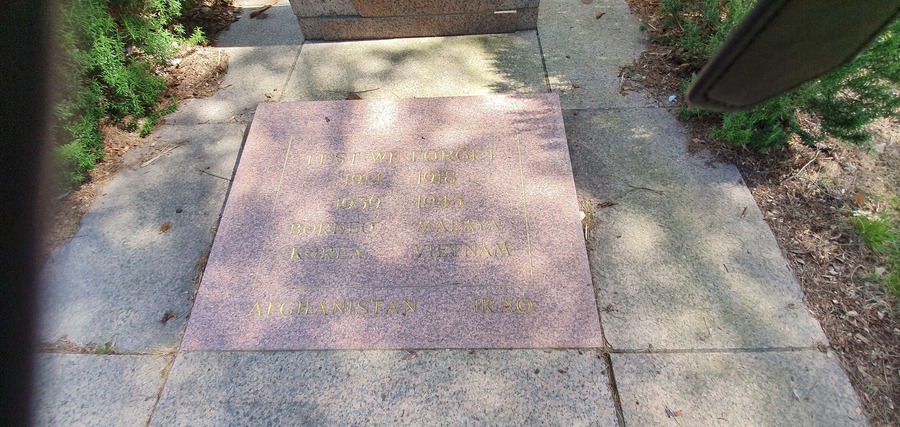 LEST WE FORGET
1914 1918
1939 1945
BORNEO MALAYA
KOREA VIETNAM
AFGHANISTAN IRAQ